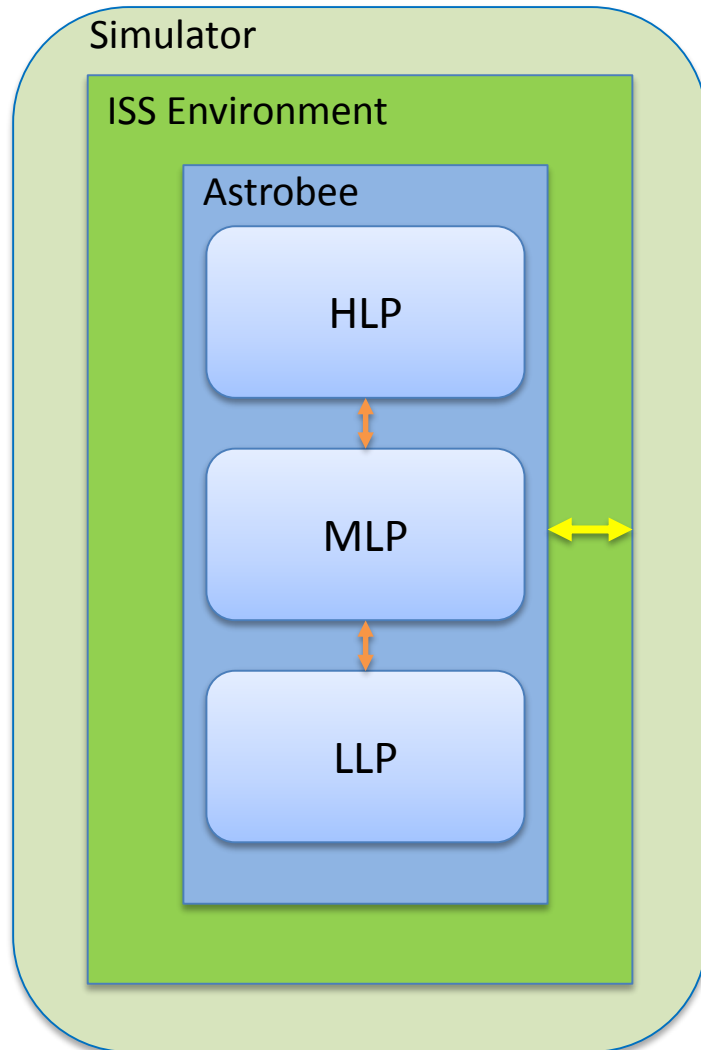 Simulator
ISS Environment
Astrobee
HLP
MLP
LLP